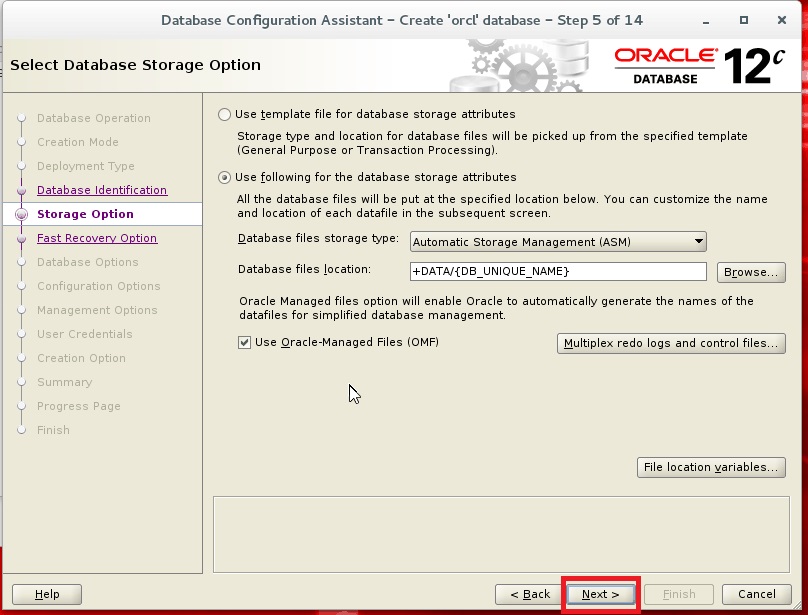 Database Configuration Assistant – Create 'orcl' database – Step 5 of 14
Select Database Storage Option
ORACLE
DATABASE
12c
Database Operation
Creation Mode
Deployment Type
Database Identification
Storage Option
Fast Recovery Option
Database Options
Configuration Options
Management Options
User Credentials
Creation Option
Summary
Progress Page
Finish
Use template file for database storage attributes
Storage type and location for database files will be picked up from the specified template
(General Purpose or Transaction Processing).
Use following for the database storage attributes
All the database files will be put at the specified location below. You can customize the name
and location of each datafile in the subsequent screen.
Database files storage type: Automatic Storage Management (ASM)
Database files location: +DATA/{DB_UNIQUE_NAME} Browse...
Oracle Managed files option will enable Oracle to automatically generate the names of the
datafiles for simplified database management.
Use Oracle-Managed Files (OMF) Multiplex redo logs and control files...
File location variables...
Help < Back Next > Finish Cancel